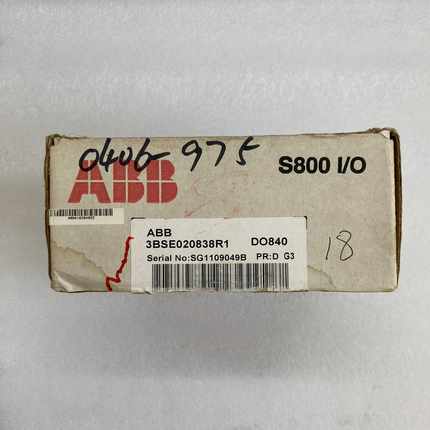 0406-975
ABB
S800 I/O
ABB
3BSE020838R1 DO840
Serial No:SG1109049B PR:D G3
18